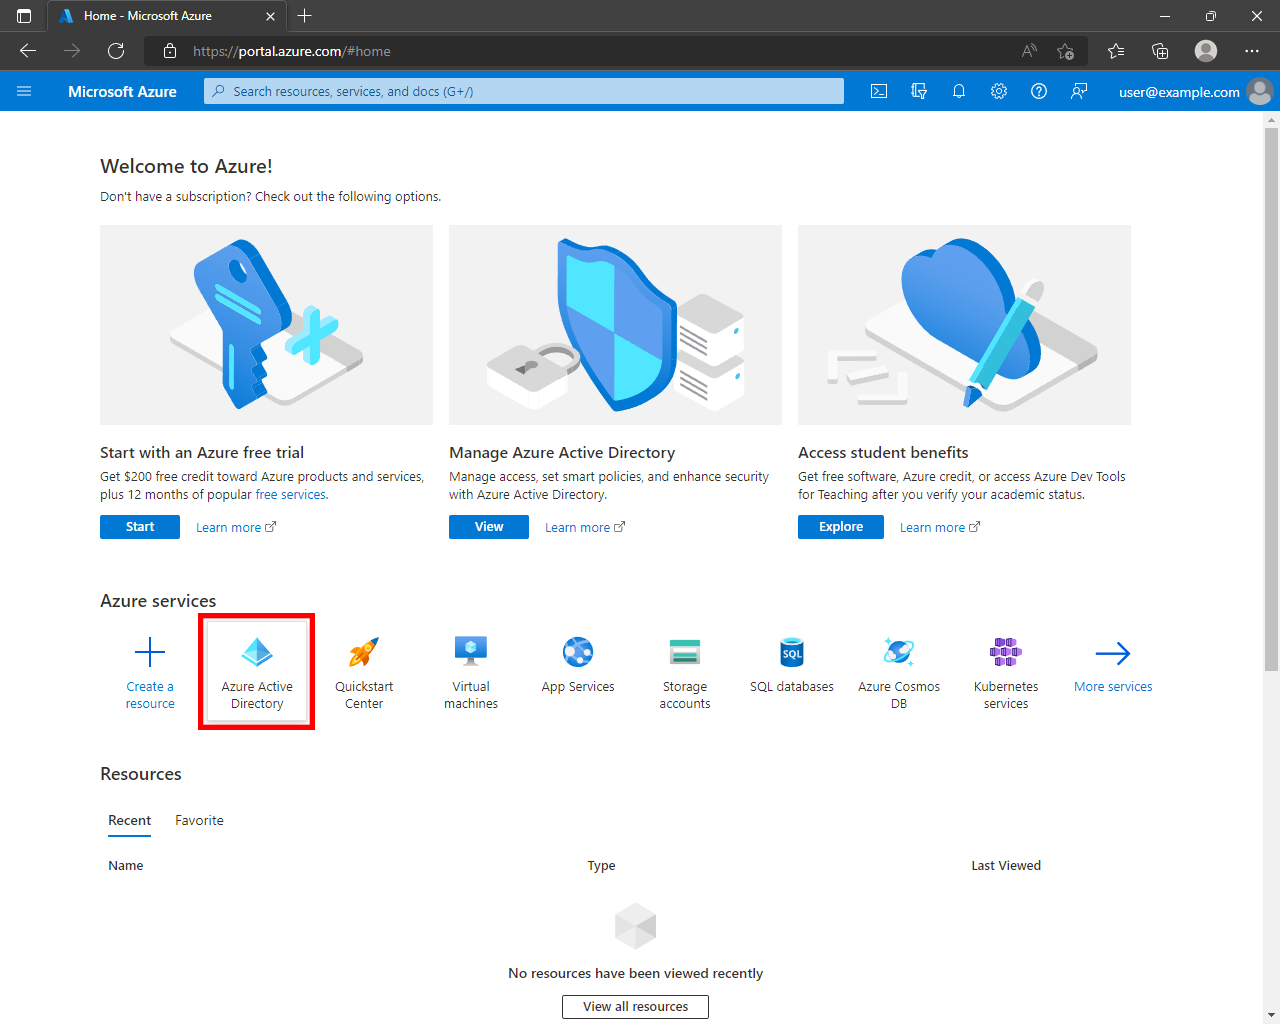 Home - Microsoft Azure
https://portal.azure.com/#home
Microsoft Azure
Search resources, services, and docs (G+/)
user@example.com
Welcome to Azure!
Don't have a subscription? Check out the following options.
Start with an Azure free trial
Get $200 free credit toward Azure products and services,
plus 12 months of popular free services.
Start
Learn more
Manage Azure Active Directory
Manage access, set smart policies, and enhance security
with Azure Active Directory.
View
Learn more
Access student benefits
Get free software, Azure credit, or access Azure Dev Tools
for Teaching after you verify your academic status.
Explore
Learn more
Azure services
Create a
resource
Azure Active
Directory
Quickstart
Center
Virtual
machines
App Services
Storage
accounts
SQL
SQL databases
Azure Cosmos
DB
Kubernetes
services
More services
Resources
Recent
Favorite
Name
Type
Last Viewed
No resources have been viewed recently
View all resources